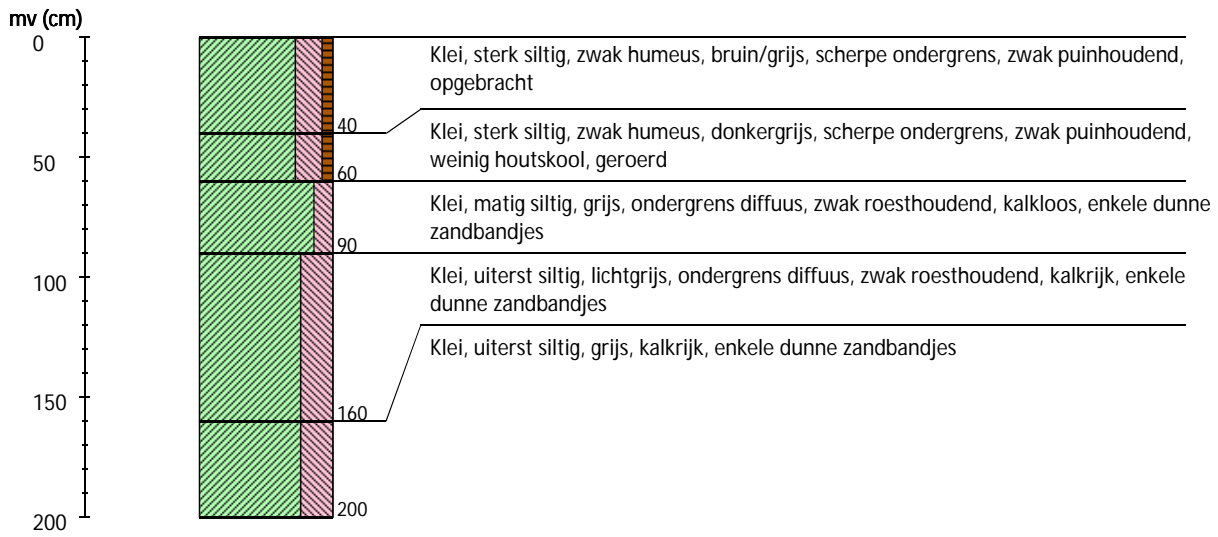 mv (cm)
0
Klei, sterk siltig, zwak humeus, bruin/grijs, scherpe ondergrens, zwak puinhoudend,
opgebracht
40
Klei, sterk siltig, zwak humeus, donkergrijs, scherpe ondergrens, zwak puinhoudend,
weinig houtskool, geroerd
50
60
Klei, matig siltig, grijs, ondergrens diffuus, zwak roesthoudend, kalkloos, enkele dunne
zandbandjes
90
100
Klei, uiterst siltig, lichtgrijs, ondergrens diffuus, zwak roesthoudend, kalkrijk, enkele
dunne zandbandjes
Klei, uiterst siltig, grijs, kalkrijk, enkele dunne zandbandjes
150
160
200
200